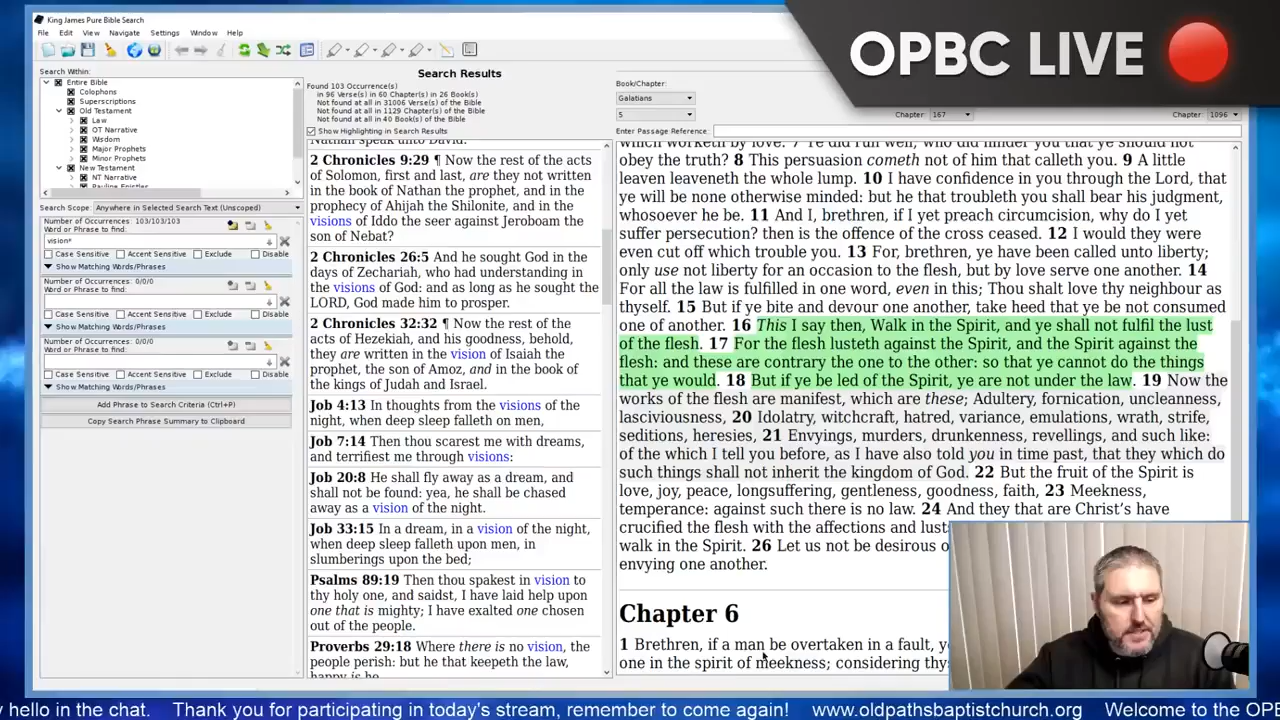 King James Pure Bible Search
File Edit View Navigate Settings Window Help
OPBC LIVE
Search Within:
Entire Bible
Colophons
Superscriptions
Old Testament
Law
OT Narrative
Wisdom
Major Prophets
Minor Prophets
New Testament
NT Narrative
Pauline Epistles
Search Scope: Anywhere in Selected Search Text (Unscoped)
Number of Occurrences: 103/103/103
Word or Phrase to find:
vision*
Case Sensitive Accent Sensitive Exclude Disable
Show Matching Words/Phrases
Number of Occurrences: 0/0/0
Word or Phrase to find:
Case Sensitive Accent Sensitive Exclude Disable
Show Matching Words/Phrases
Number of Occurrences: 0/0/0
Word or Phrase to find:
Case Sensitive Accent Sensitive Exclude Disable
Show Matching Words/Phrases
Add Phrase to Search Criteria (Ctrl+P)
Copy Search Phrase Summary to Clipboard
Search Results
Found 103 Occurrence(s)
in 96 Verse(s) in 60 Chapter(s) in 26 Book(s)
Not found at all in 31006 Verse(s) of the Bible
Not found at all in 1129 Chapter(s) of the Bible
Not found at all in 40 Book(s) of the Bible
Show Highlighting in Search Results
Nathan speak unto David.
2 Chronicles 9:29 ¶ Now the rest of the acts
of Solomon, first and last, are they not written
in the book of Nathan the prophet, and in the
prophecy of Ahijah the Shilonite, and in the
visions of Iddo the seer against Jeroboam the
son of Nebat?
2 Chronicles 26:5 And he sought God in the
days of Zechariah, who had understanding in
the visions of God: and as long as he sought the
LORD, God made him to prosper.
2 Chronicles 32:32 ¶ Now the rest of the
acts of Hezekiah, and his goodness, behold,
they are written in the vision of Isaiah the
prophet, the son of Amoz, and in the book of
the kings of Judah and Israel.
Job 4:13 In thoughts from the visions of the
night, when deep sleep falleth on men,
Job 7:14 Then thou scarest me with dreams,
and terrifiest me through visions:
Job 20:8 He shall fly away as a dream, and
shall not be found: yea, he shall be chased
away as a vision of the night.
Job 33:15 In a dream, in a vision of the night,
when deep sleep falleth upon men, in
slumberings upon the bed;
Psalms 89:19 Then thou spakest in vision to
thy holy one, and saidst, I have laid help upon
one that is mighty; I have exalted one chosen
out of the people.
Proverbs 29:18 Where there is no vision, the
people perish: but he that keepeth the law,
happy is he.
Book/Chapter:
Galatians
5
Chapter: 167
Chapter: 1096
Enter Passage Reference:
which worketh by love. 7 Ye did run well; who did hinder you that ye should not
obey the truth? 8 This persuasion cometh not of him that calleth you. 9 A little
leaven leaveneth the whole lump. 10 I have confidence in you through the Lord, that
ye will be none otherwise minded: but he that troubleth you shall bear his judgment,
whosoever he be. 11 And I, brethren, if I yet preach circumcision, why do I yet
suffer persecution? then is the offence of the cross ceased. 12 I would they were
even cut off which trouble you. 13 For, brethren, ye have been called unto liberty;
only use not liberty for an occasion to the flesh, but by love serve one another. 14
For all the law is fulfilled in one word, even in this; Thou shalt love thy neighbour as
thyself. 15 But if ye bite and devour one another, take heed that ye be not consumed
one of another. 16 This I say then, Walk in the Spirit, and ye shall not fulfil the lust
of the flesh. 17 For the flesh lusteth against the Spirit, and the Spirit against the
flesh: and these are contrary the one to the other: so that ye cannot do the things
that ye would. 18 But if ye be led of the Spirit, ye are not under the law. 19 Now the
works of the flesh are manifest, which are these; Adultery, fornication, uncleanness,
lasciviousness, 20 Idolatry, witchcraft, hatred, variance, emulations, wrath, strife,
seditions, heresies, 21 Envyings, murders, drunkenness, revellings, and such like:
of the which I tell you before, as I have also told you in time past, that they which do
such things shall not inherit the kingdom of God. 22 But the fruit of the Spirit is
love, joy, peace, longsuffering, gentleness, goodness, faith, 23 Meekness,
temperance: against such there is no law. 24 And they that are Christ's have
crucified the flesh with the affections and lust
walk in the Spirit. 26 Let us not be desirous o
envying one another.
Chapter 6
1 Brethren, if a man be overtaken in a fault, y
one in the spirit of meekness; considering thy
y hello in the chat. Thank you for participating in today's stream, remember to come again! www.oldpathsbaptistchurch.org Welcome to the OPB